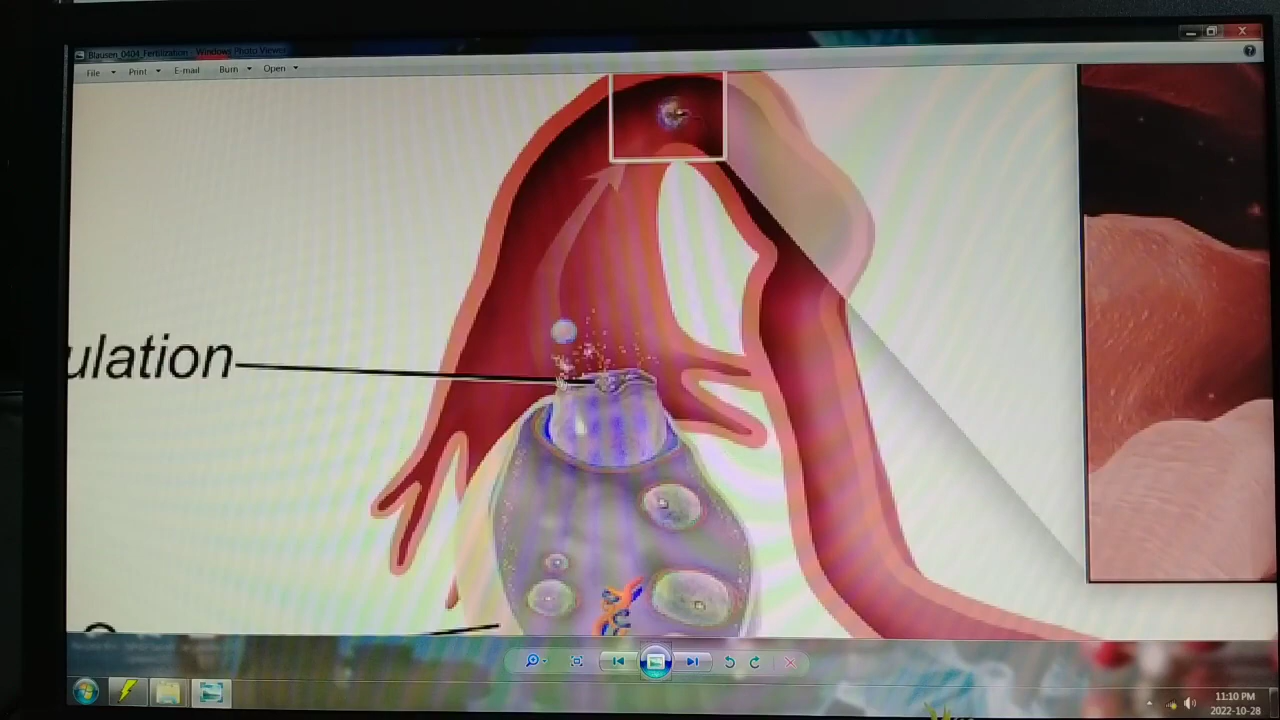 Blausen_0404_Fertilization - Windows Photo Viewer
File Print E-mail Burn Open
ulation
11:10 PM
2022-10-28